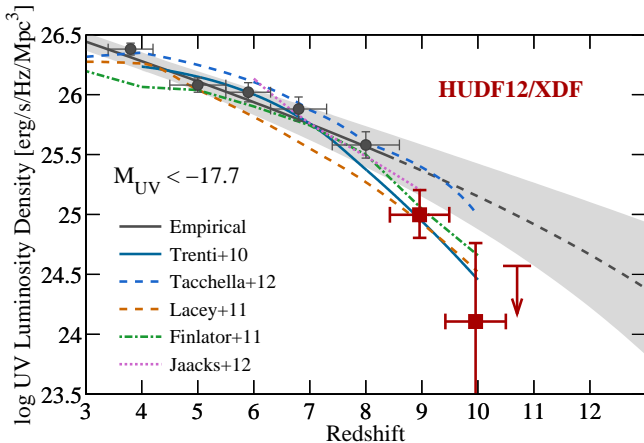 log UV Luminosity Density [erg/s/Hz/Mpc³]
26.5
26
25.5
25
24.5
24
23.5
HUDF12/XDF
M_UV < −17.7
Empirical
Trenti+10
Tacchella+12
Lacey+11
Finlator+11
Jaacks+12
3 4 5 6 7 8 9 10 11 12
Redshift